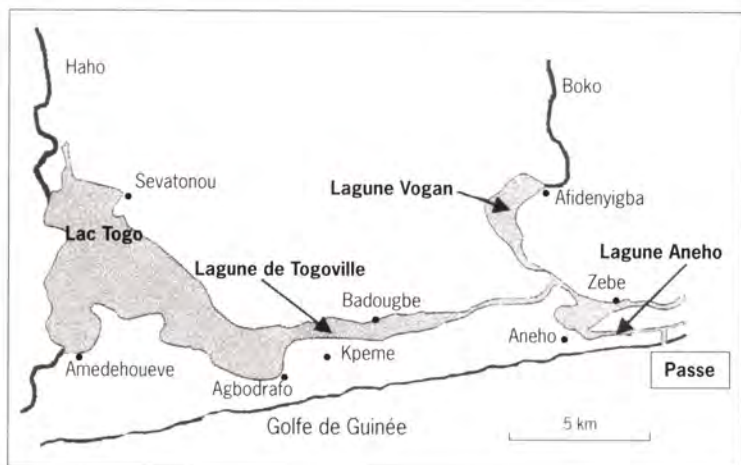 Haho
Boko
Sevatonou
Lagune Vogan
Afidenyigba
Lac Togo
Lagune de Togoville
Lagune Aneho
Badougbe
Zebe
Kpeme
Aneho
Amedehoueve
Agbodrafo
Passe
Golfe de Guinée
5 km